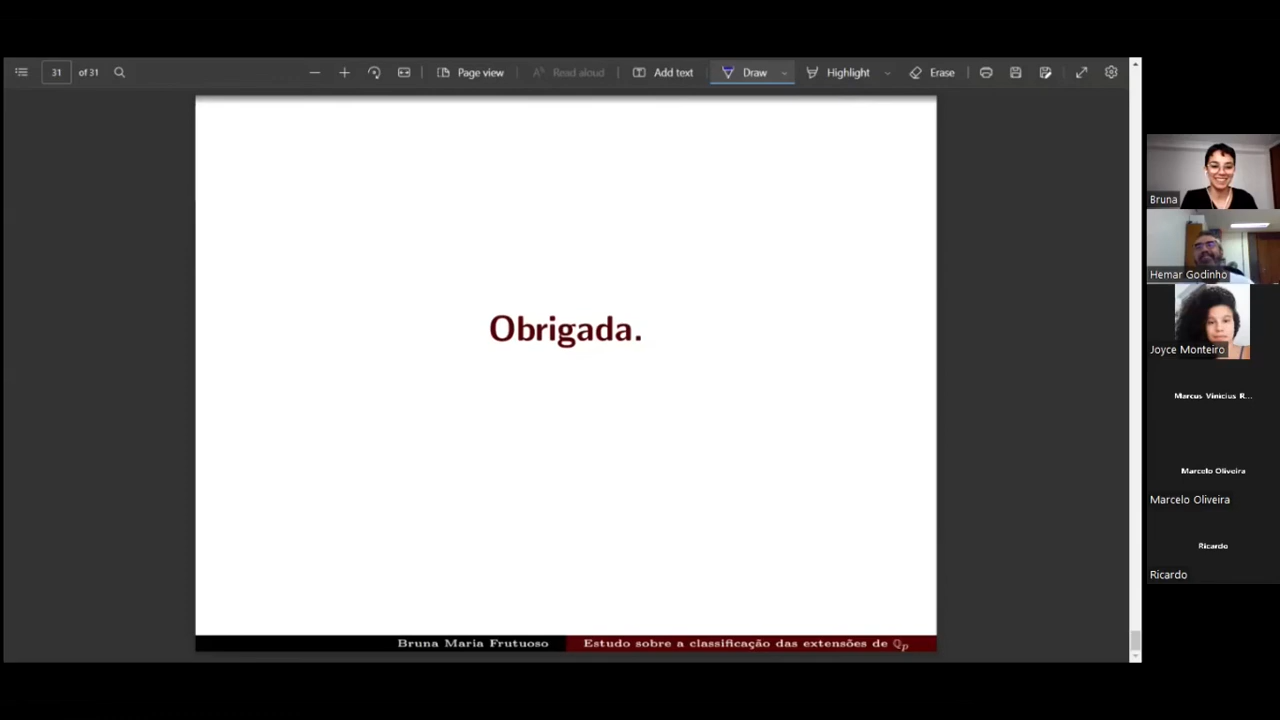 31 of 31 Page view Read aloud Add text Draw Highlight Erase
Obrigada.
Bruna Maria Frutuoso Estudo sobre a classificação das extensões de ℚp
Bruna
Hemar Godinho
Joyce Monteiro
Marcus Vinicius R...
Marcelo Oliveira
Marcelo Oliveira
Ricardo
Ricardo